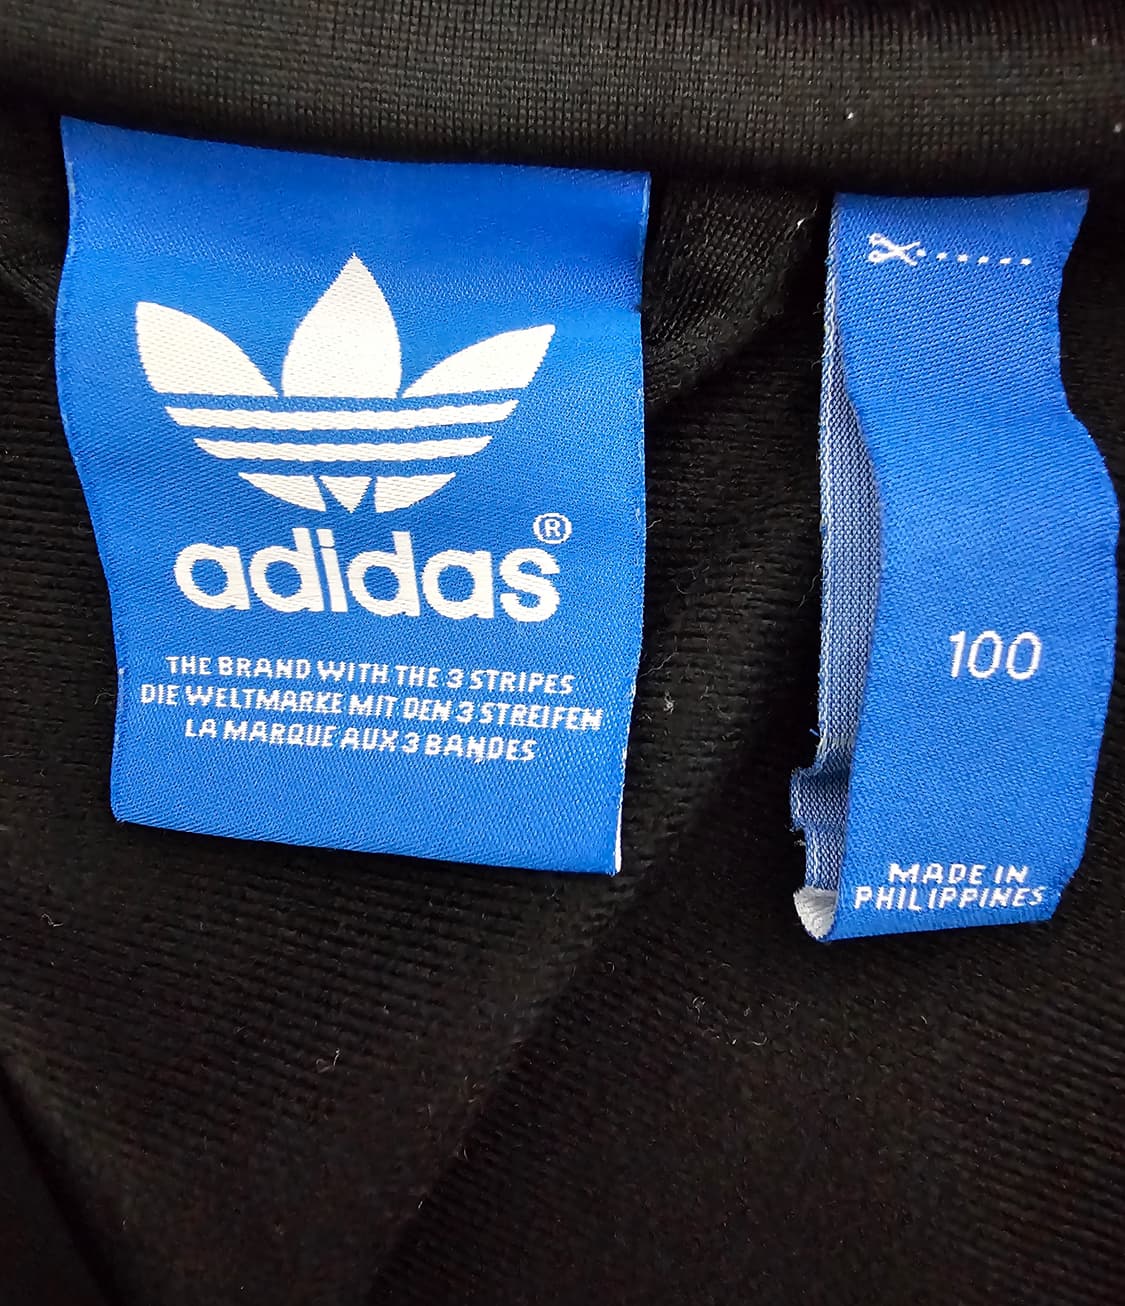 adidas®
THE BRAND WITH THE 3 STRIPES
DIE WELTMARKE MIT DEN 3 STREIFEN
LA MARQUE AUX 3 BANDES
100
MADE IN
PHILIPPINES